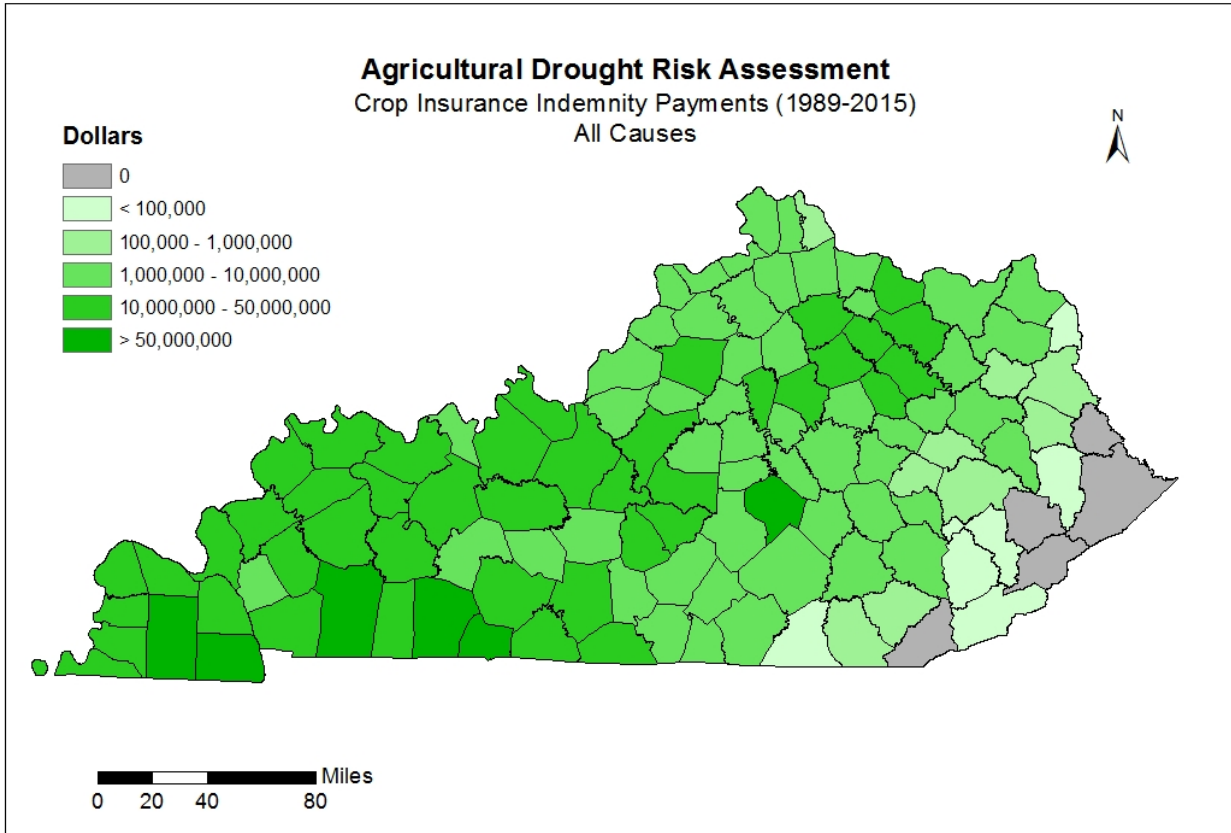 Agricultural Drought Risk Assessment
Crop Insurance Indemnity Payments (1989-2015)
All Causes
Dollars
0
< 100,000
100,000 - 1,000,000
1,000,000 - 10,000,000
10,000,000 - 50,000,000
> 50,000,000
N
Miles
0 20 40 80